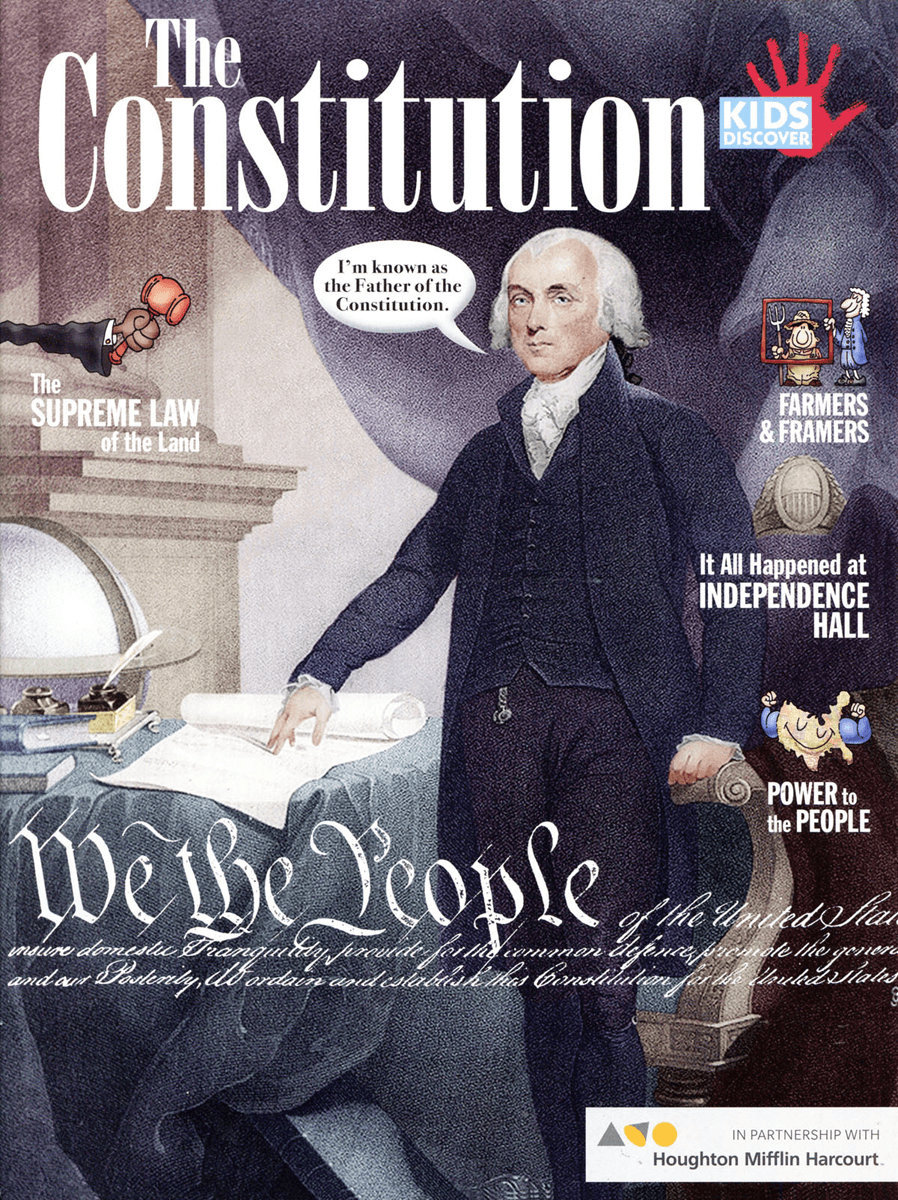 The
Constitution
KIDS
DISCOVER
I'm known as
the Father of the
Constitution.
The
SUPREME LAW
of the Land
FARMERS
& FRAMERS
It All Happened at
INDEPENDENCE
HALL
POWER to
the PEOPLE
We the People of the United Stat
insure domestic Tranquility, provide for the common defence, promote the gener
and our Posterity, do ordain and establish this Constitution for the United States
IN PARTNERSHIP WITH
Houghton Mifflin Harcourt